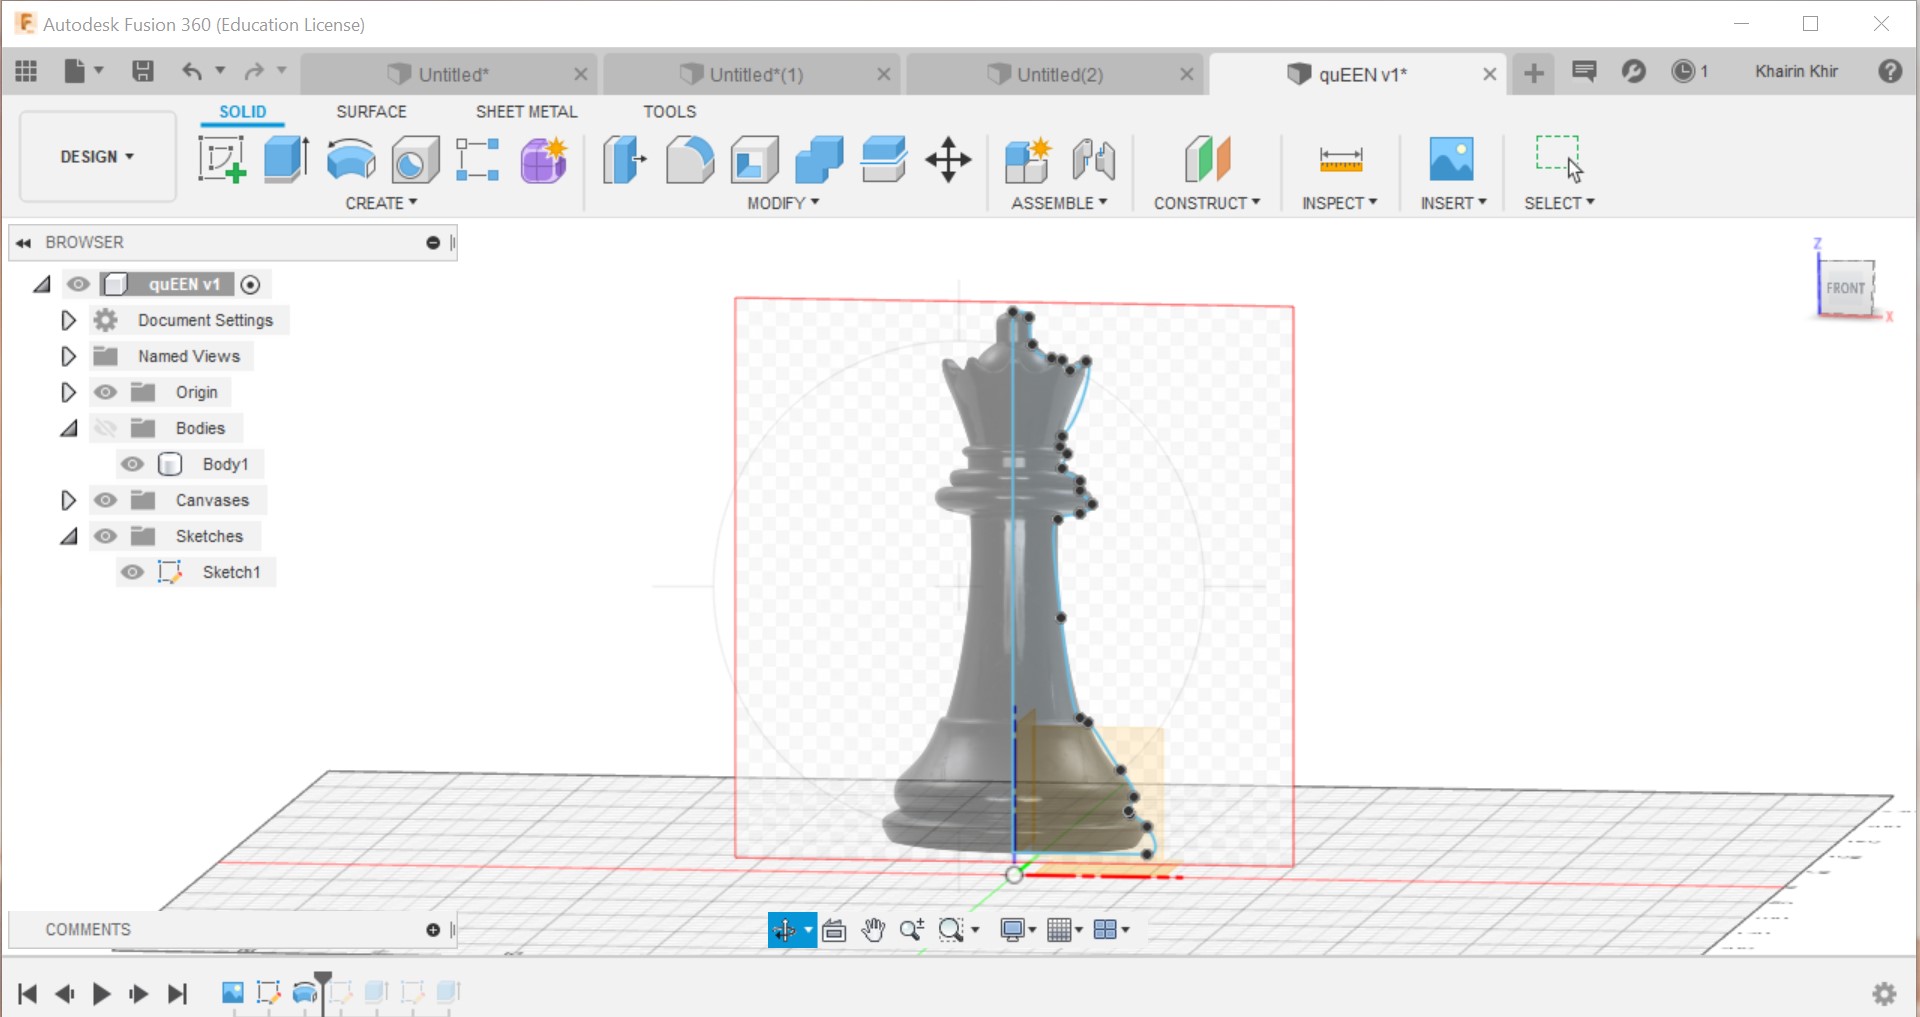 Autodesk Fusion 360 (Education License)
Untitled*
Untitled*(1)
Untitled(2)
quEEN v1*
1
Khairin Khir
SOLID
SURFACE
SHEET METAL
TOOLS
DESIGN
CREATE
MODIFY
ASSEMBLE
CONSTRUCT
INSPECT
INSERT
SELECT
BROWSER
quEEN v1
Document Settings
Named Views
Origin
Bodies
Body1
Canvases
Sketches
Sketch1
Z
FRONT
X
COMMENTS